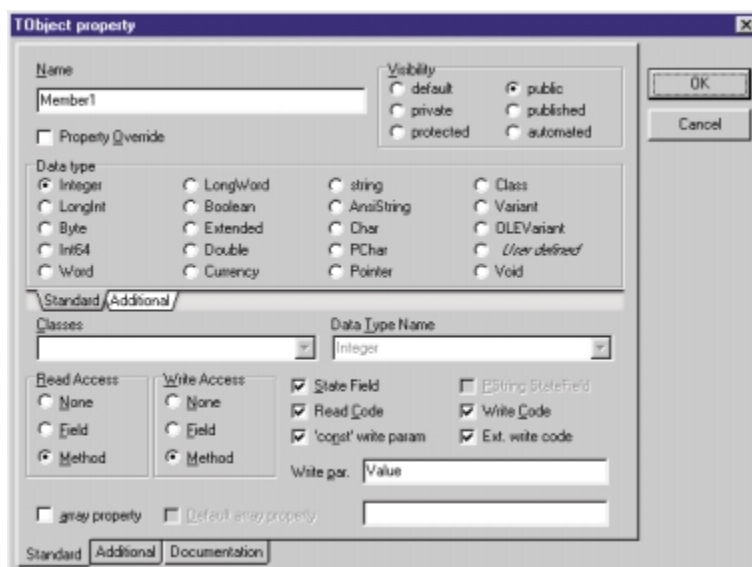 TObject property
Name
Member1
Property Override
Visibility
default
public
private
published
protected
automated
OK
Cancel
Data type
Integer
LongWord
string
Class
LongInt
Boolean
AnsiString
Variant
Byte
Extended
Char
OLEVariant
Int64
Double
PChar
User defined
Word
Currency
Pointer
Void
Standard
Additional
Classes
Data Type Name
Integer
Read Access
None
Field
Method
Write Access
None
Field
Method
State Field
PString StateField
Read Code
Write Code
'const' write param
Ext. write code
Write par.
Value
array property
Default array property
Standard
Additional
Documentation